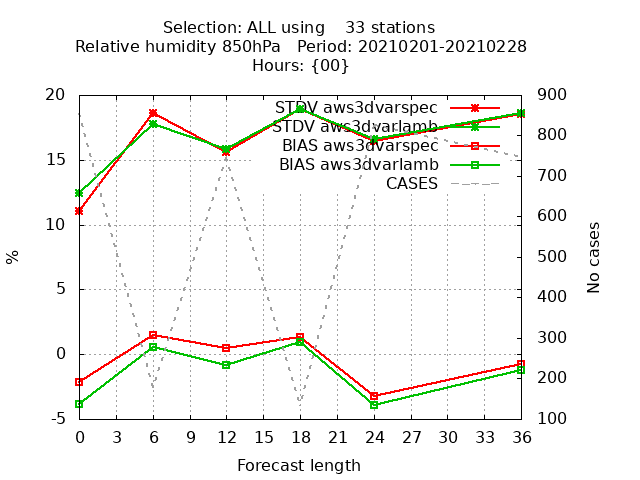 Selection: ALL using    33 stations
Relative humidity 850hPa   Period: 20210201-20210228
Hours: {00}
STDV aws3dvarspec
STDV aws3dvarlamb
BIAS aws3dvarspec
BIAS aws3dvarlamb
CASES
20
15
10
5
0
-5
%
900
800
700
600
500
400
300
200
100
No cases
0 3 6 9 12 15 18 21 24 27 30 33 36
Forecast length